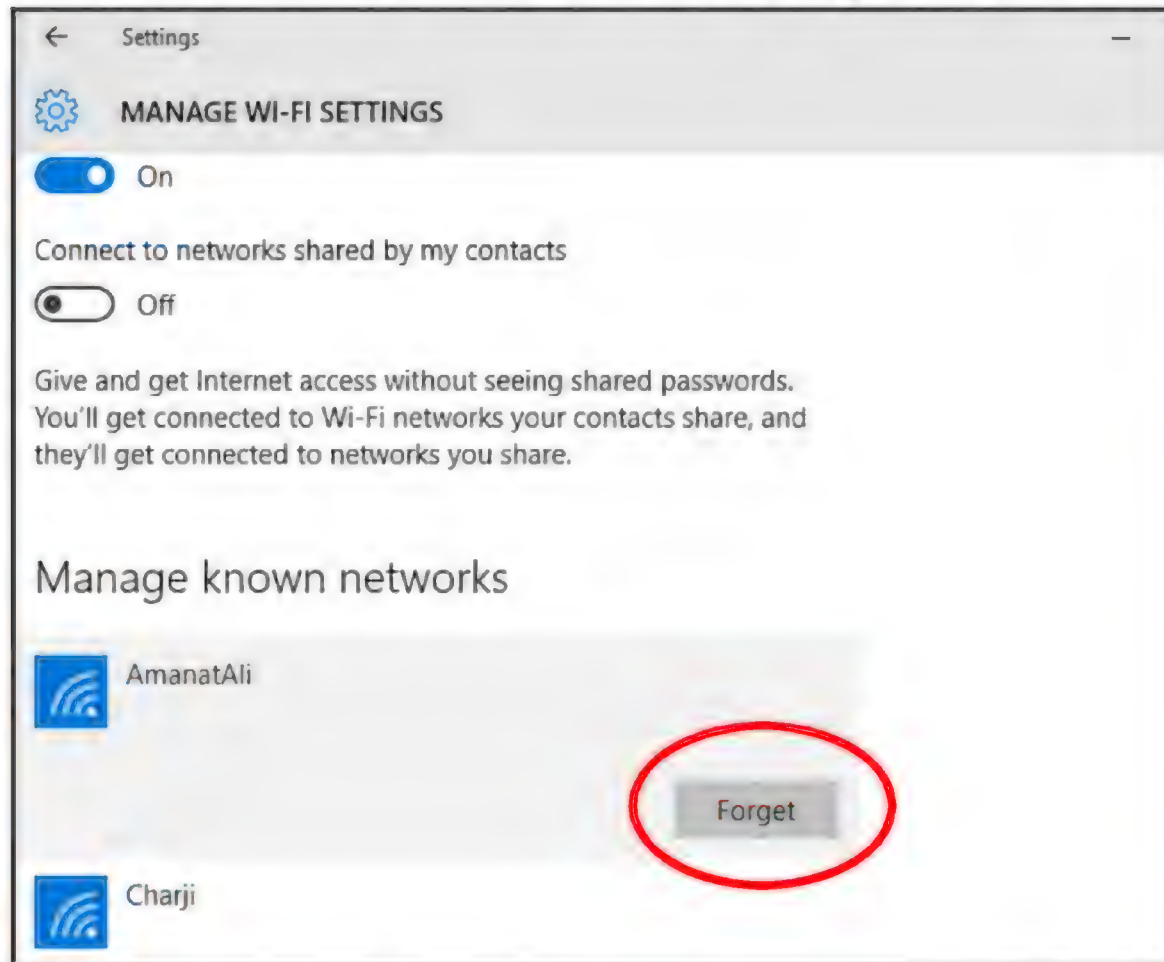 Settings
MANAGE WI-FI SETTINGS
On
Connect to networks shared by my contacts
Off
Give and get Internet access without seeing shared passwords.
You'll get connected to Wi-Fi networks your contacts share, and
they'll get connected to networks you share.
Manage known networks
AmanatAli
Forget
Charji